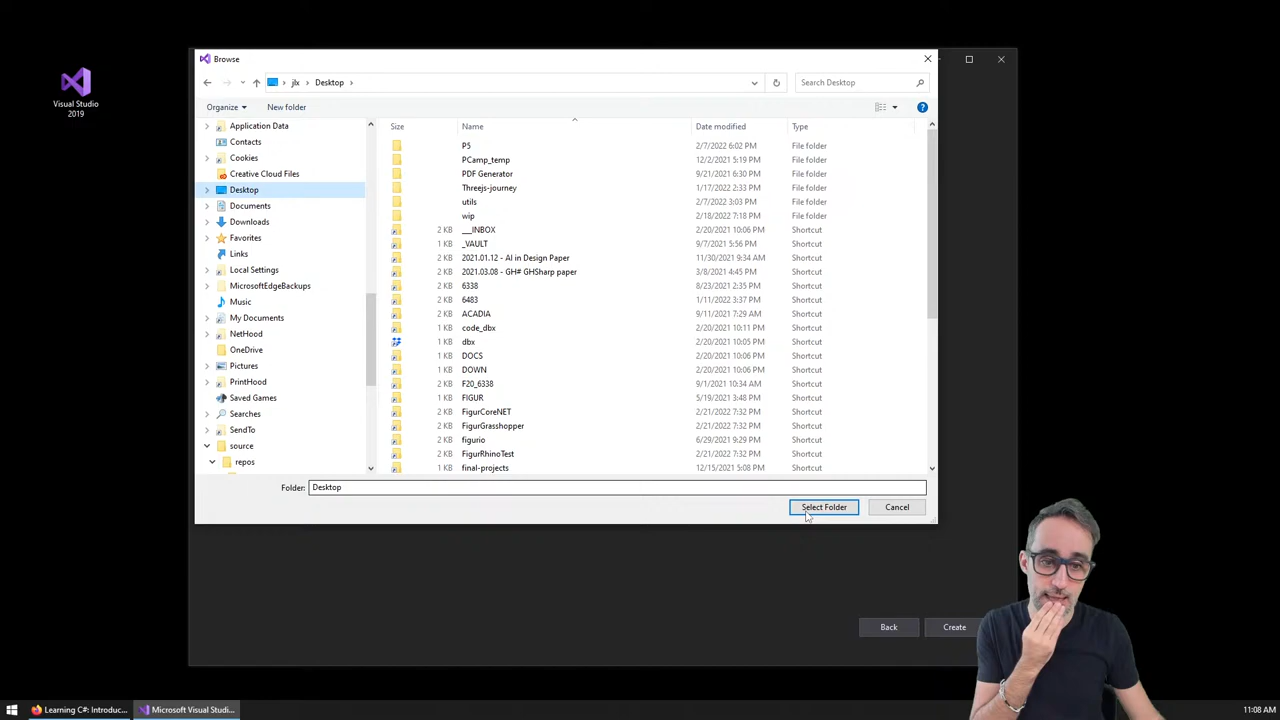 Visual Studio
2019
Browse
jlx > Desktop >
Search Desktop
Organize
New folder
Size Name Date modified Type
Application Data
Contacts
Cookies
Creative Cloud Files
Desktop
Documents
Downloads
Favorites
Links
Local Settings
MicrosoftEdgeBackups
Music
My Documents
NetHood
OneDrive
Pictures
PrintHood
Saved Games
Searches
SendTo
source
repos
P5 2/7/2022 6:02 PM File folder
PCamp_temp 12/2/2021 5:19 PM File folder
PDF Generator 9/21/2021 6:30 PM File folder
Threejs-journey 1/17/2022 2:33 PM File folder
utils 2/7/2022 3:03 PM File folder
wip 2/18/2022 7:18 PM File folder
2 KB __INBOX 2/20/2021 10:06 PM Shortcut
1 KB _VAULT 9/7/2021 5:56 PM Shortcut
2 KB 2021.01.12 - AI in Design Paper 11/30/2021 9:34 AM Shortcut
2 KB 2021.03.08 - GH# GHSharp paper 3/8/2021 4:45 PM Shortcut
2 KB 6338 8/23/2021 2:35 PM Shortcut
2 KB 6483 1/11/2022 3:37 PM Shortcut
2 KB ACADIA 9/11/2021 7:29 AM Shortcut
1 KB code_dbx 2/20/2021 10:11 PM Shortcut
1 KB dbx 2/20/2021 10:05 PM Shortcut
2 KB DOCS 2/20/2021 10:06 PM Shortcut
1 KB DOWN 2/20/2021 10:06 PM Shortcut
2 KB F20_6338 9/1/2021 10:34 AM Shortcut
1 KB FIGUR 5/19/2021 3:48 PM Shortcut
2 KB FigurCoreNET 2/21/2022 7:32 PM Shortcut
2 KB FigurGrasshopper 2/21/2022 7:32 PM Shortcut
2 KB figurio 6/29/2021 9:29 PM Shortcut
2 KB FigurRhinoTest 2/21/2022 7:32 PM Shortcut
1 KB final-projects 12/15/2021 5:08 PM Shortcut
Folder: Desktop
Select Folder
Cancel
Back
Create
Learning C#: Introduc...
Microsoft Visual Studi...
11:08 AM